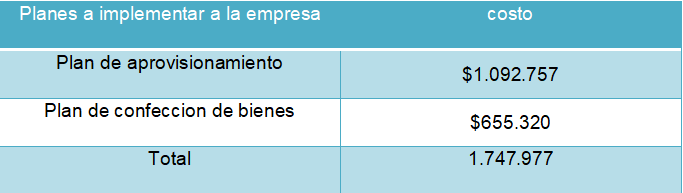 Planes a implementar a la empresa costo
Plan de aprovisionamiento $1.092.757
Plan de confeccion de bienes $655.320
Total 1.747.977